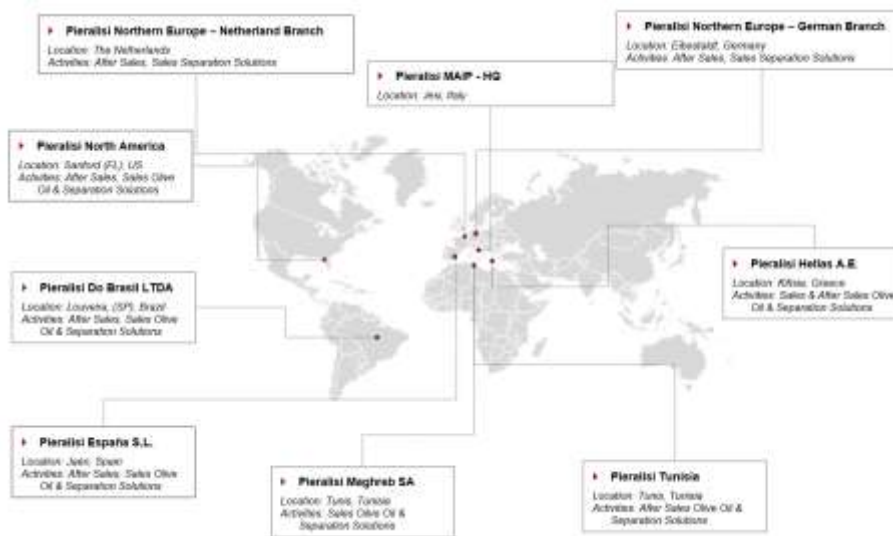 Pieralisi Northern Europe – Netherland Branch
Location: The Netherlands
Activities: After Sales, Sales Separation Solutions
Pieralisi Northern Europe – German Branch
Location: Eibelstadt, Germany
Activities: After Sales, Sales Separation Solutions
Pieralisi MAIP - HQ
Location: Jesi, Italy
Pieralisi North America
Location: Sanford (FL), US
Activities: After Sales, Sales Olive
Oil & Separation Solutions
Pieralisi Hellas A.E.
Location: Kifisia, Greece
Activities: Sales & After Sales Olive
Oil & Separation Solutions
Pieralisi Do Brasil LTDA
Location: Louveira, (SP), Brazil
Activities: After Sales, Sales Olive
Oil & Separation Solutions
Pieralisi España S.L.
Location: Jaén, Spain
Activities: After Sales, Sales Olive
Oil & Separation Solutions
Pieralisi Maghreb SA
Location: Tunis, Tunisia
Activities: Sales Olive Oil &
Separation Solutions
Pieralisi Tunisia
Location: Tunis, Tunisia
Activities: After Sales Olive Oil &
Separation Solutions